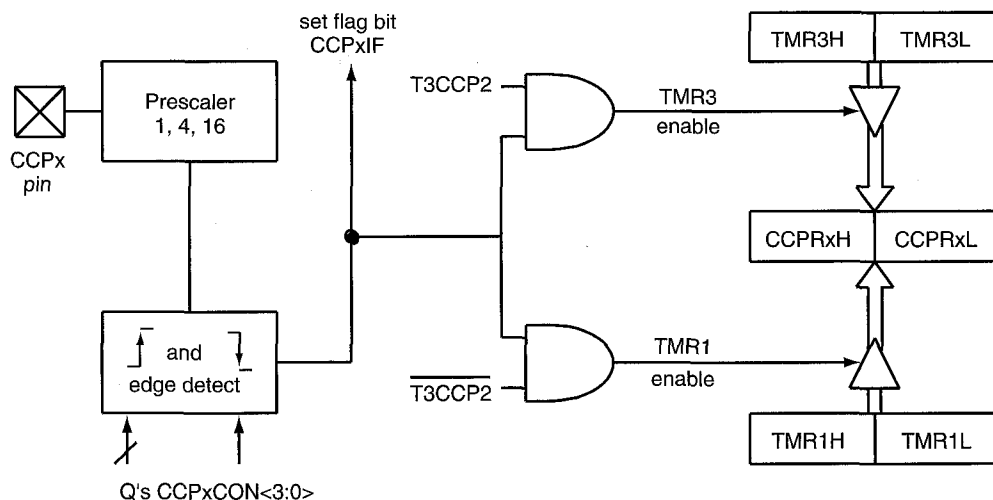 set flag bit
CCPxIF
TMR3H TMR3L
T3CCP2
TMR3
enable
Prescaler
1, 4, 16
CCPx
pin
CCPRxH CCPRxL
and
edge detect
T3CCP2
TMR1
enable
TMR1H TMR1L
Q's CCPxCON<3:0>